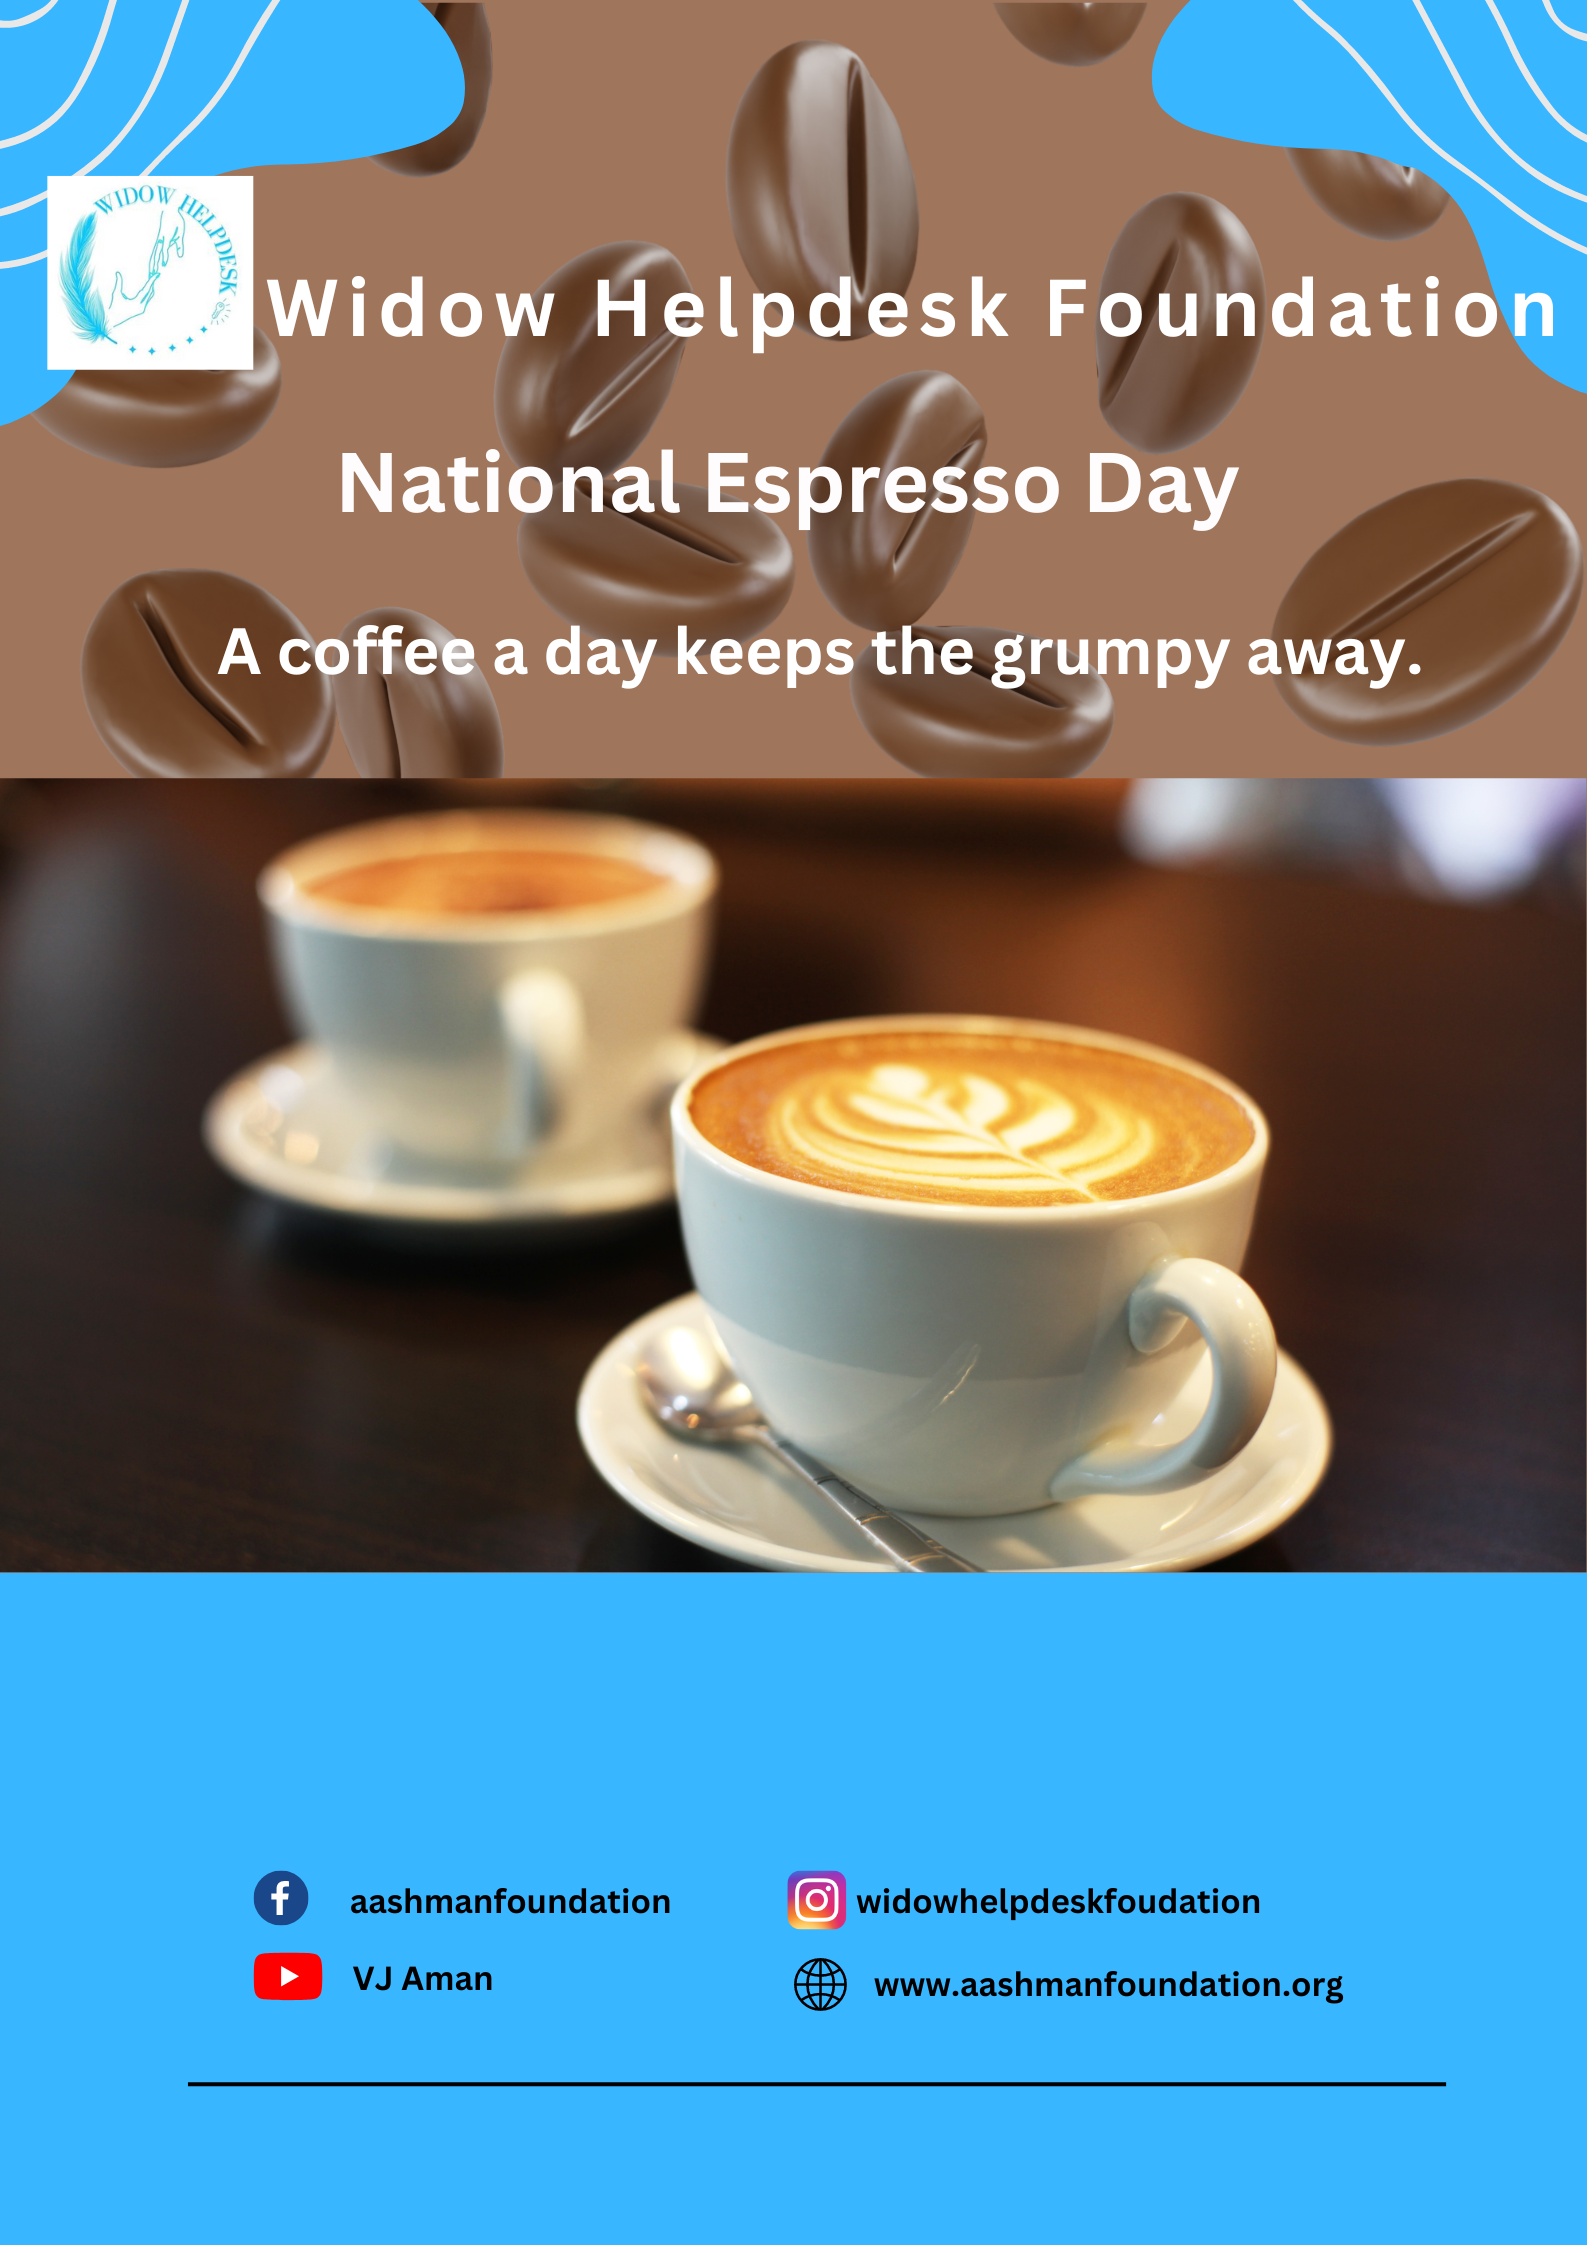 WIDOW HELPDESK
Widow Helpdesk Foundation
National Espresso Day
A coffee a day keeps the grumpy away.
aashmanfoundation
widowhelpdeskfoudation
VJ Aman
www.aashmanfoundation.org